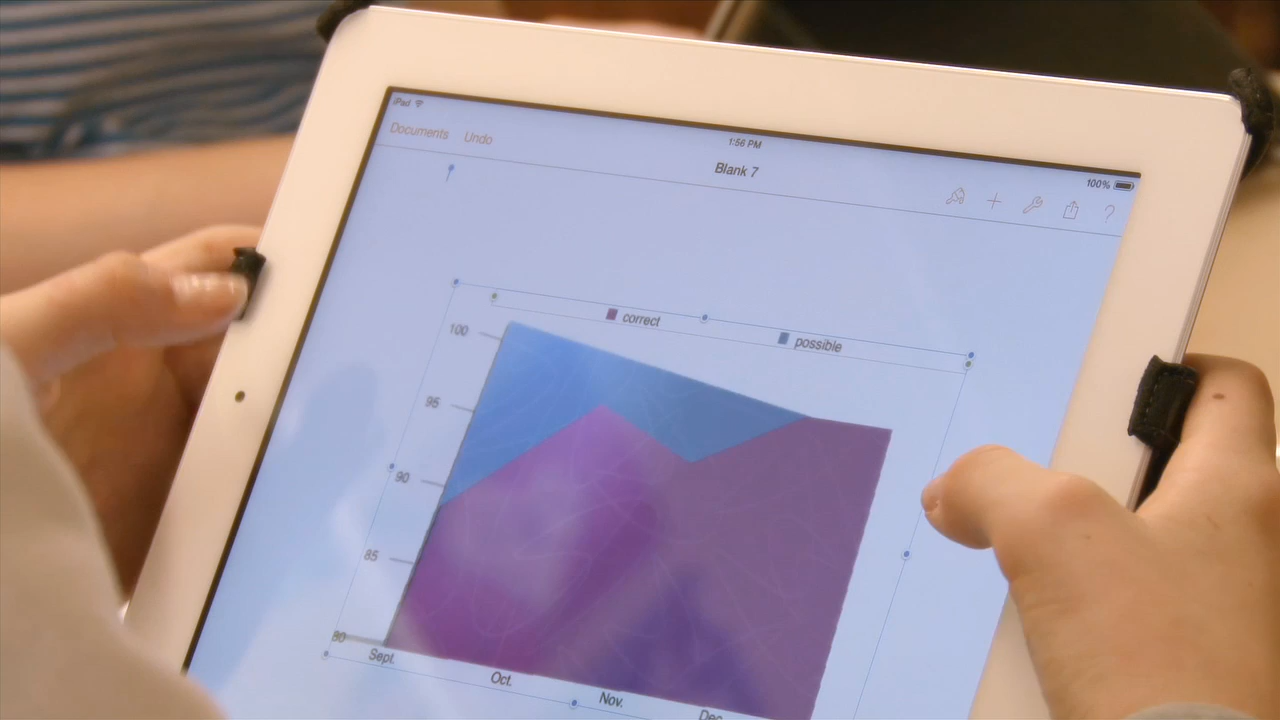 iPad
1:56 PM
100%
Documents Undo
Blank 7
+ ?
correct possible
100
95
90
85
80
Sept.
Oct.
Nov.